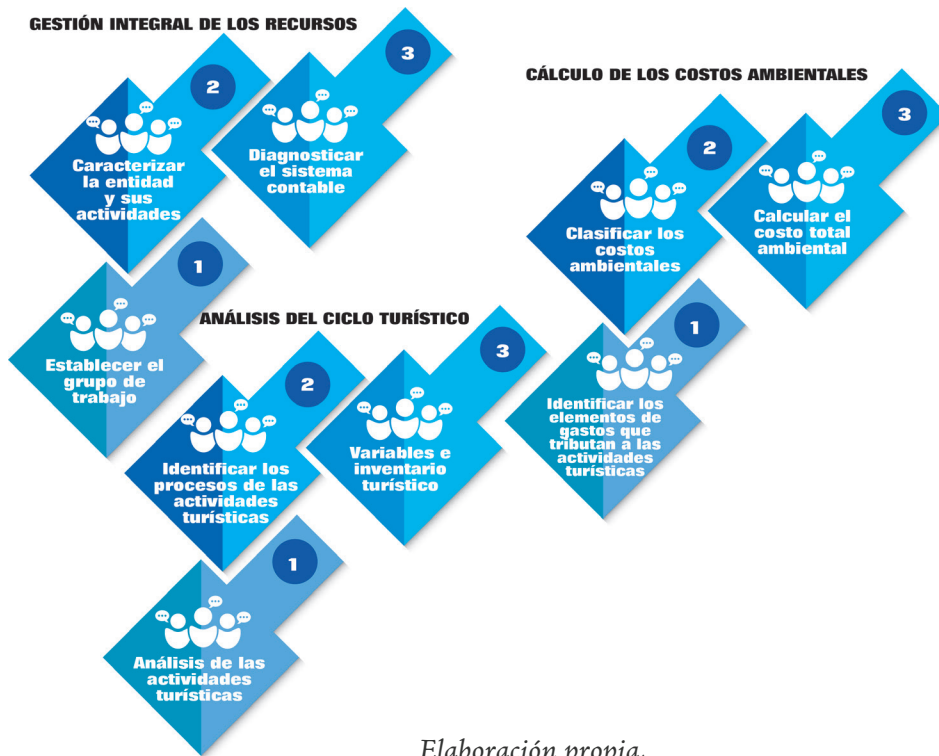 GESTIÓN INTEGRAL DE LOS RECURSOS
1
Establecer el
grupo de
trabajo
2
Caracterizar
la entidad
y sus
actividades
3
Diagnosticar
el sistema
contable
ANÁLISIS DEL CICLO TURÍSTICO
1
Análisis de las
actividades
turísticas
2
Identificar los
procesos de las
actividades
turísticas
3
Variables e
inventario
turístico
CÁLCULO DE LOS COSTOS AMBIENTALES
1
Identificar los
elementos de
gastos que
tributan a las
actividades
turísticas
2
Clasificar los
costos
ambientales
3
Calcular el
costo total
ambiental
Elaboración propia.